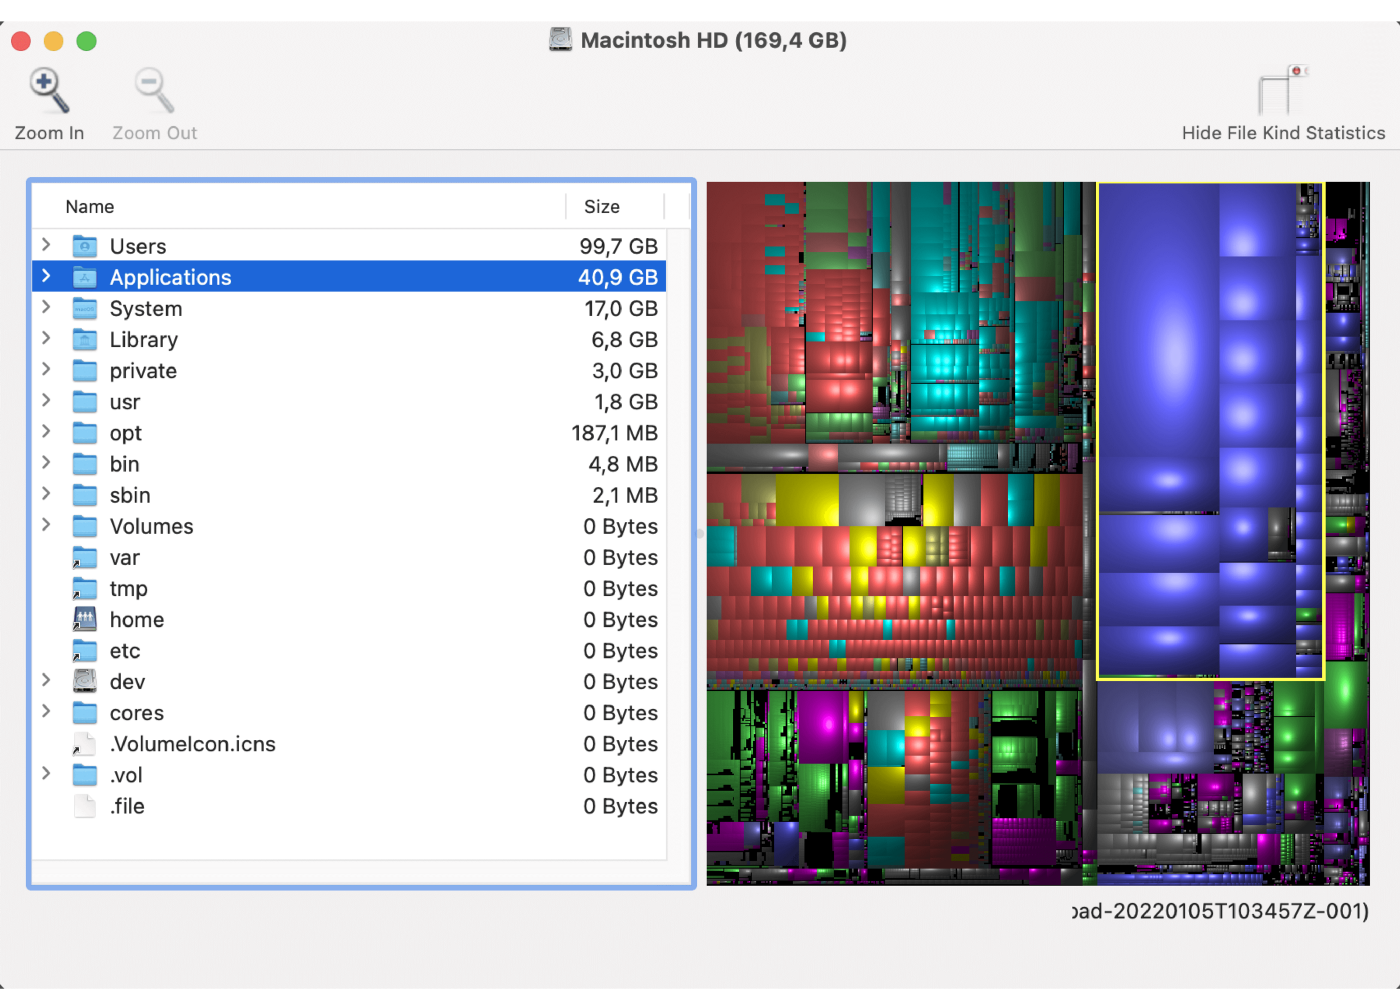 Macintosh HD (169,4 GB)
Zoom In
Zoom Out
Hide File Kind Statistics
Name Size
Users 99,7 GB
Applications 40,9 GB
System 17,0 GB
Library 6,8 GB
private 3,0 GB
usr 1,8 GB
opt 187,1 MB
bin 4,8 MB
sbin 2,1 MB
Volumes 0 Bytes
var 0 Bytes
tmp 0 Bytes
home 0 Bytes
etc 0 Bytes
dev 0 Bytes
cores 0 Bytes
.VolumeIcon.icns 0 Bytes
.vol 0 Bytes
.file 0 Bytes
oad-20220105T103457Z-001)